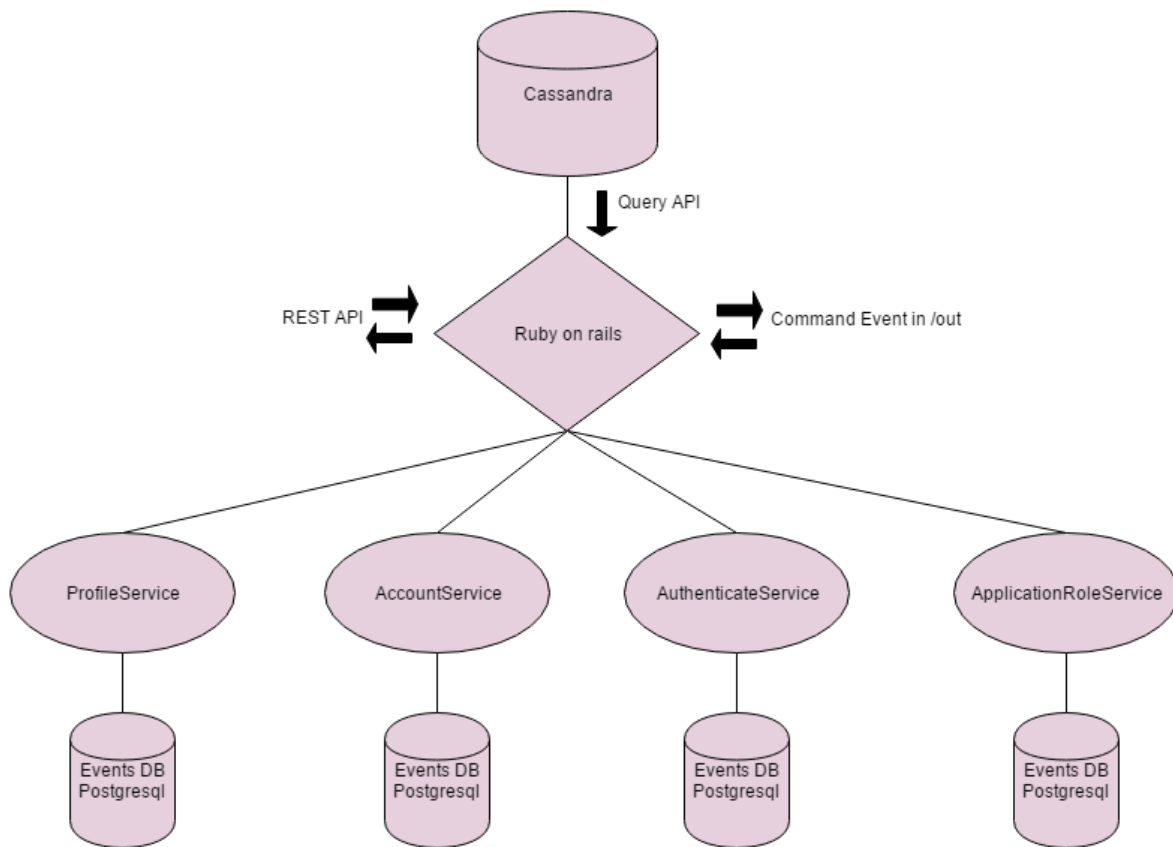 Cassandra
Query API
REST API
Ruby on rails
Command Event in /out
ProfileService
AccountService
AuthenticateService
ApplicationRoleService
Events DB
Postgresql
Events DB
Postgresql
Events DB
Postgresql
Events DB
Postgresql